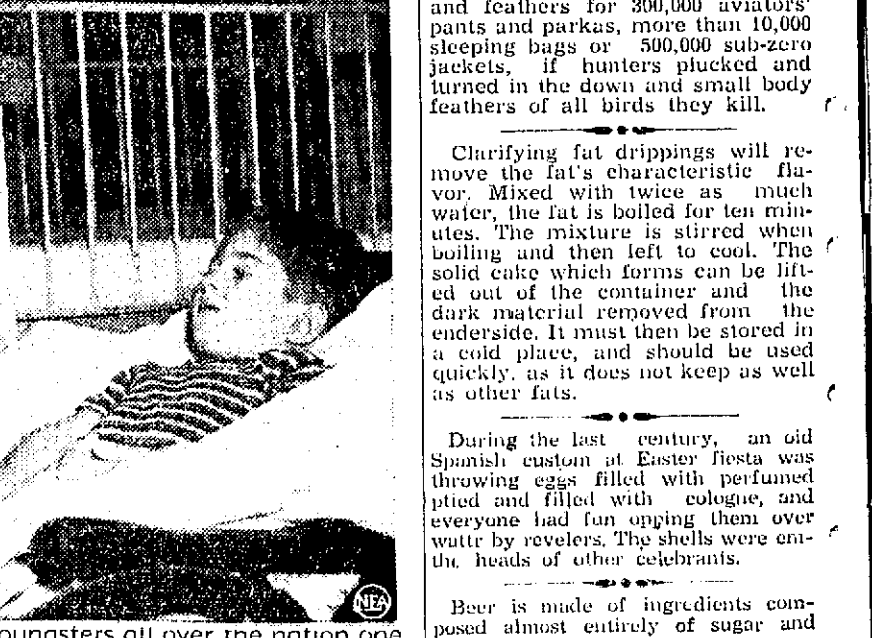 NEA
oungsters all over the nation one
and feathers for 300,000 aviators'
pants and parkas, more than 10,000
sleeping bags or 500,000 sub-zero
jackets, if hunters plucked and
turned in the down and small body
feathers of all birds they kill.
Clarifying fat drippings will re-
move the fat's characteristic fla-
vor. Mixed with twice as much
water, the fat is boiled for ten min-
utes. The mixture is stirred when
boiling and then left to cool. The
solid cake which forms can be lift-
ed out of the container and the
dark material removed from the
enderside. It must then be stored in
a cold place, and should be used
quickly, as it does not keep as well
as other fats.
During the last century, an old
Spanish custom at Easter fiesta was
throwing eggs filled with perfumed
ptied and filled with cologne, and
everyone had fun opping them over
wattr by revelers. The shells were em-
the heads of other celebrants.
Beer is made of ingredients com-
posed almost entirely of sugar and